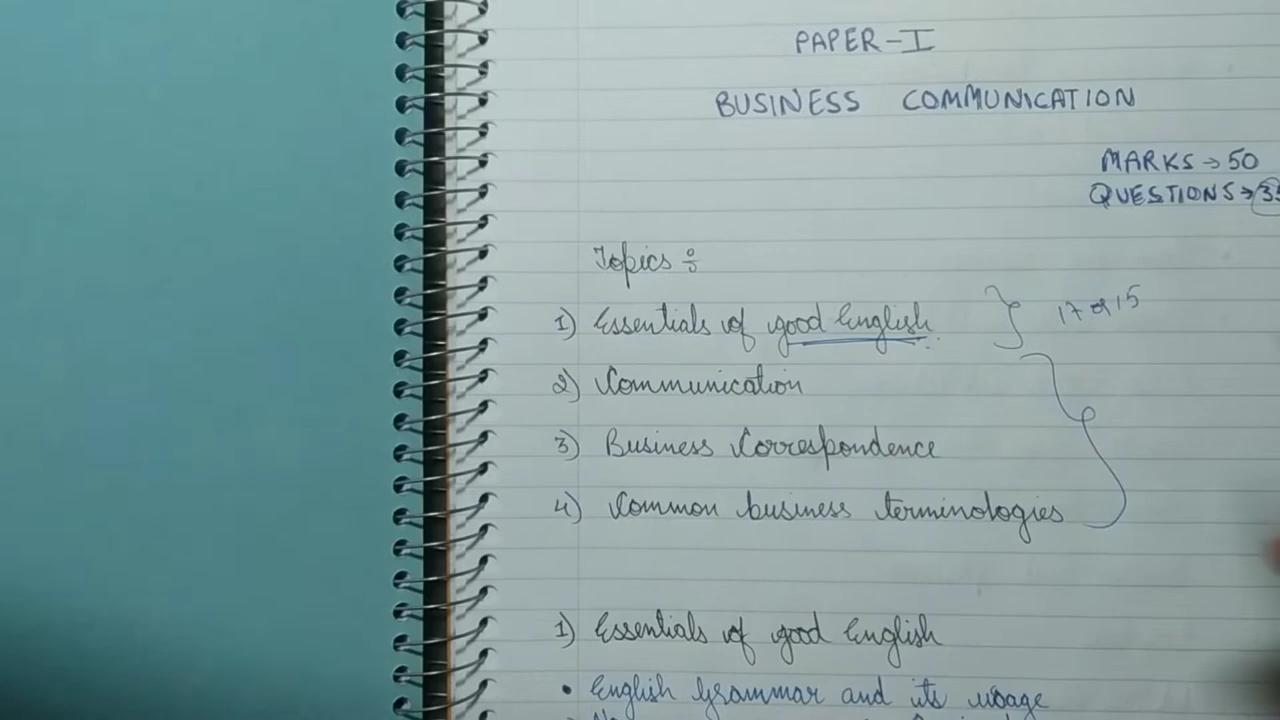 PAPER-I
BUSINESS COMMUNICATION
MARKS → 50
QUESTIONS → 35
Topics :
1) Essentials of good English
17 or 15
2) Communication
3) Business Correspondence
4) Common business terminologies
1) Essentials of good English
• English Grammar and its usage